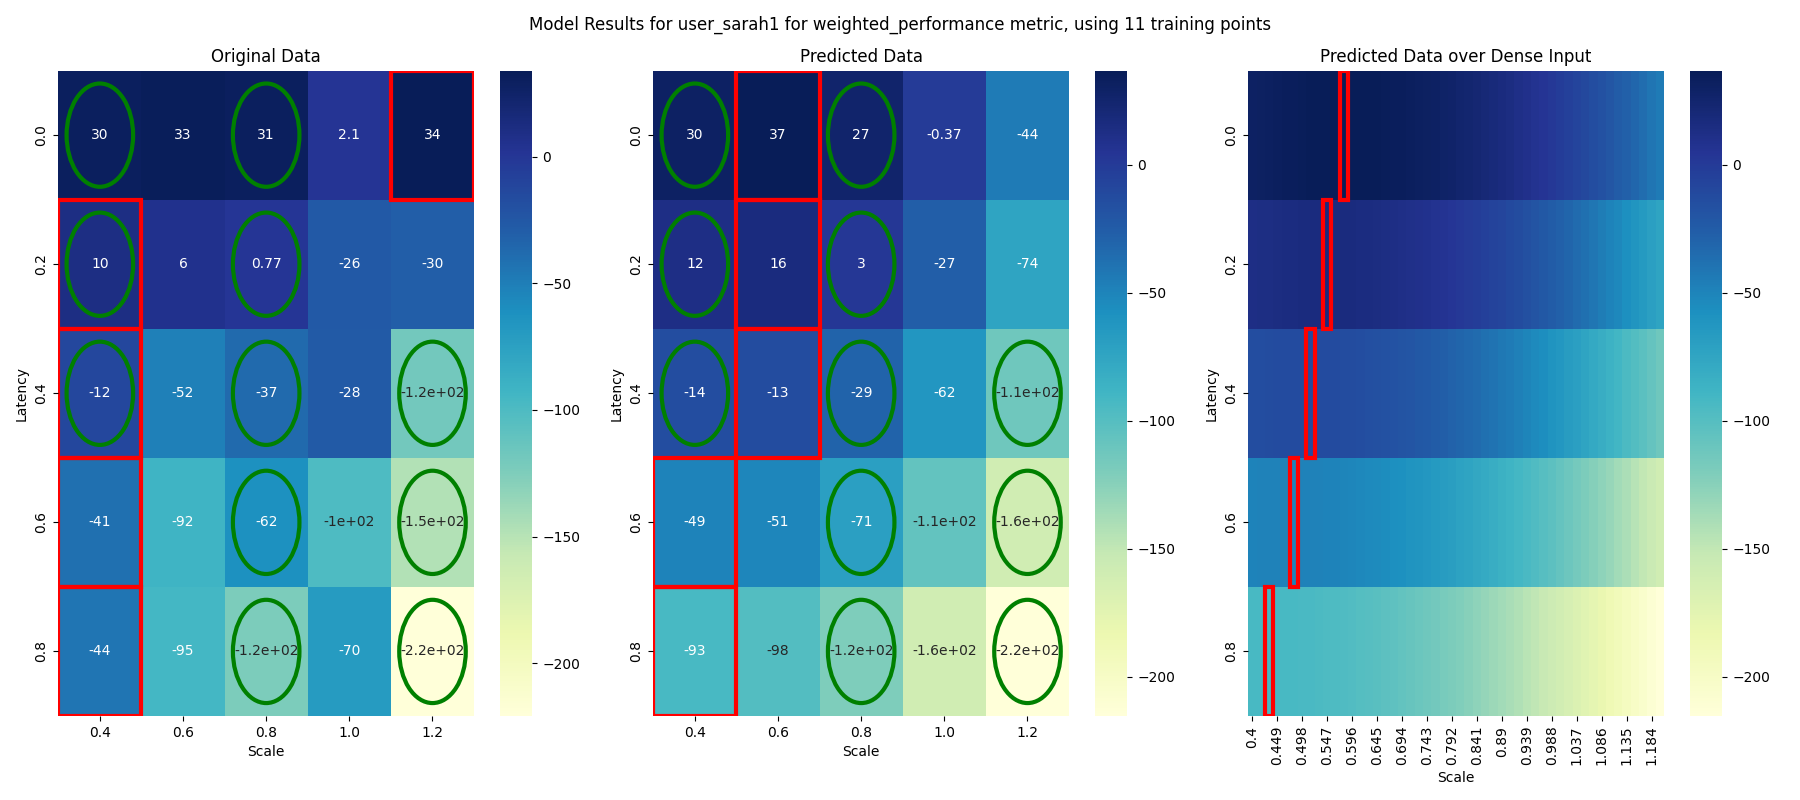 Model Results for user_sarah1 for weighted_performance metric, using 11 training points
Original Data
Predicted Data
Predicted Data over Dense Input
0.0 30 33 31 2.1 34
0.2 10 6 0.77 -26 -30
0.4 -12 -52 -37 -28 -1.2e+02
0.6 -41 -92 -62 -1e+02 -1.5e+02
0.8 -44 -95 -1.2e+02 -70 -2.2e+02
Latency
0.4 0.6 0.8 1.0 1.2
Scale
0
−50
−100
−150
−200
0.0 30 37 27 -0.37 -44
0.2 12 16 3 -27 -74
0.4 -14 -13 -29 -62 -1.1e+02
0.6 -49 -51 -71 -1.1e+02 -1.6e+02
0.8 -93 -98 -1.2e+02 -1.6e+02 -2.2e+02
Latency
0.4 0.6 0.8 1.0 1.2
Scale
0
−50
−100
−150
−200
0.0
0.2
0.4
0.6
0.8
Latency
0.4 0.449 0.498 0.547 0.596 0.645 0.694 0.743 0.792 0.841 0.89 0.939 0.988 1.037 1.086 1.135 1.184
Scale
0
−50
−100
−150
−200